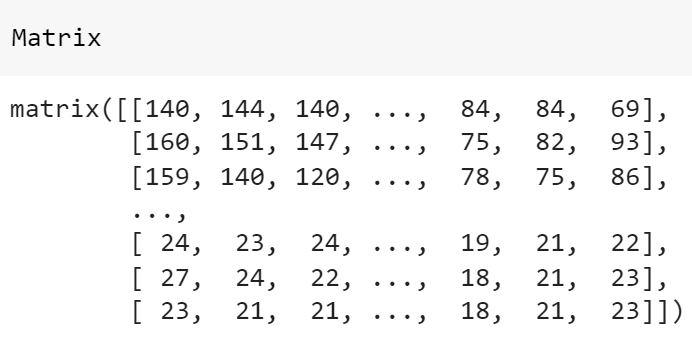 Matrix
matrix([[140, 144, 140, ...,  84,  84,  69],
        [160, 151, 147, ...,  75,  82,  93],
        [159, 140, 120, ...,  78,  75,  86],
        ...,
        [ 24,  23,  24, ...,  19,  21,  22],
        [ 27,  24,  22, ...,  18,  21,  23],
        [ 23,  21,  21, ...,  18,  21,  23]])